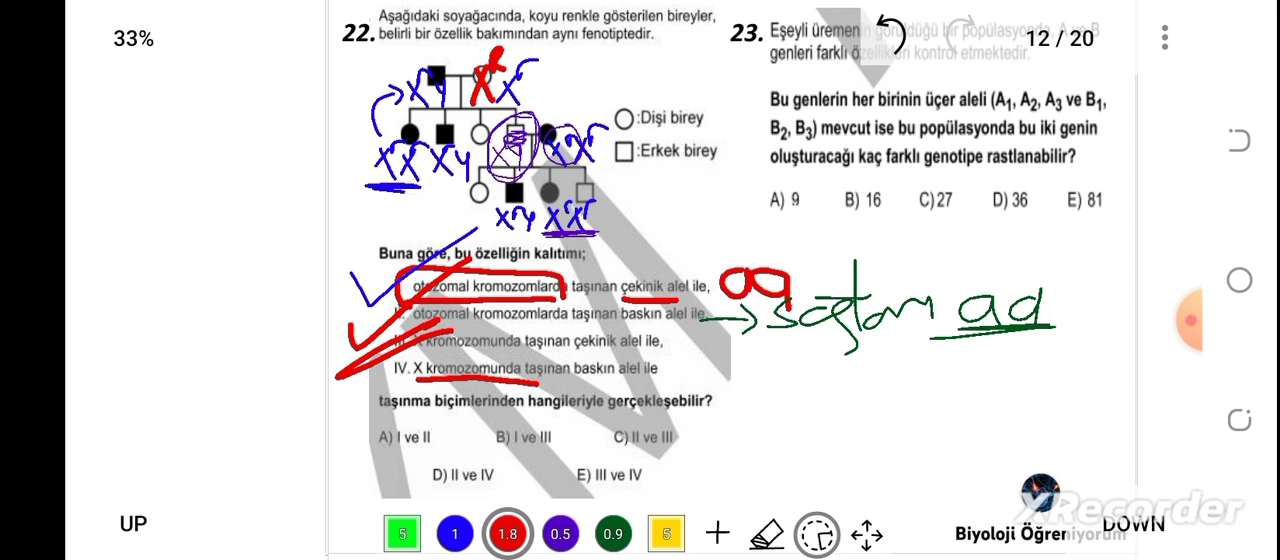 33%
12 / 20
22. Aşağıdaki soyağacında, koyu renkle gösterilen bireyler,
belirli bir özellik bakımından aynı fenotiptedir.
:Dişi birey
:Erkek birey
Buna göre, bu özelliğin kalıtımı;
otozomal kromozomlarda taşınan çekinik alel ile,
II. otozomal kromozomlarda taşınan baskın alel ile
III. X kromozomunda taşınan çekinik alel ile,
IV. X kromozomunda taşınan baskın alel ile
taşınma biçimlerinden hangileriyle gerçekleşebilir?
A) I ve II B) I ve III C) II ve III
D) II ve IV E) III ve IV
23. Eşeyli üremenin görüldüğü bir popülasyonda, A ve B
genleri farklı özellikleri kontrol etmektedir.
Bu genlerin her birinin üçer aleli (A1, A2, A3 ve B1,
B2, B3) mevcut ise bu popülasyonda bu iki genin
oluşturacağı kaç farklı genotipe rastlanabilir?
A) 9 B) 16 C) 27 D) 36 E) 81
aa
sağlam aa
UP
5 1 1.8 0.5 0.9 5
XRecorder
Biyoloji Öğreniyorum
DOWN